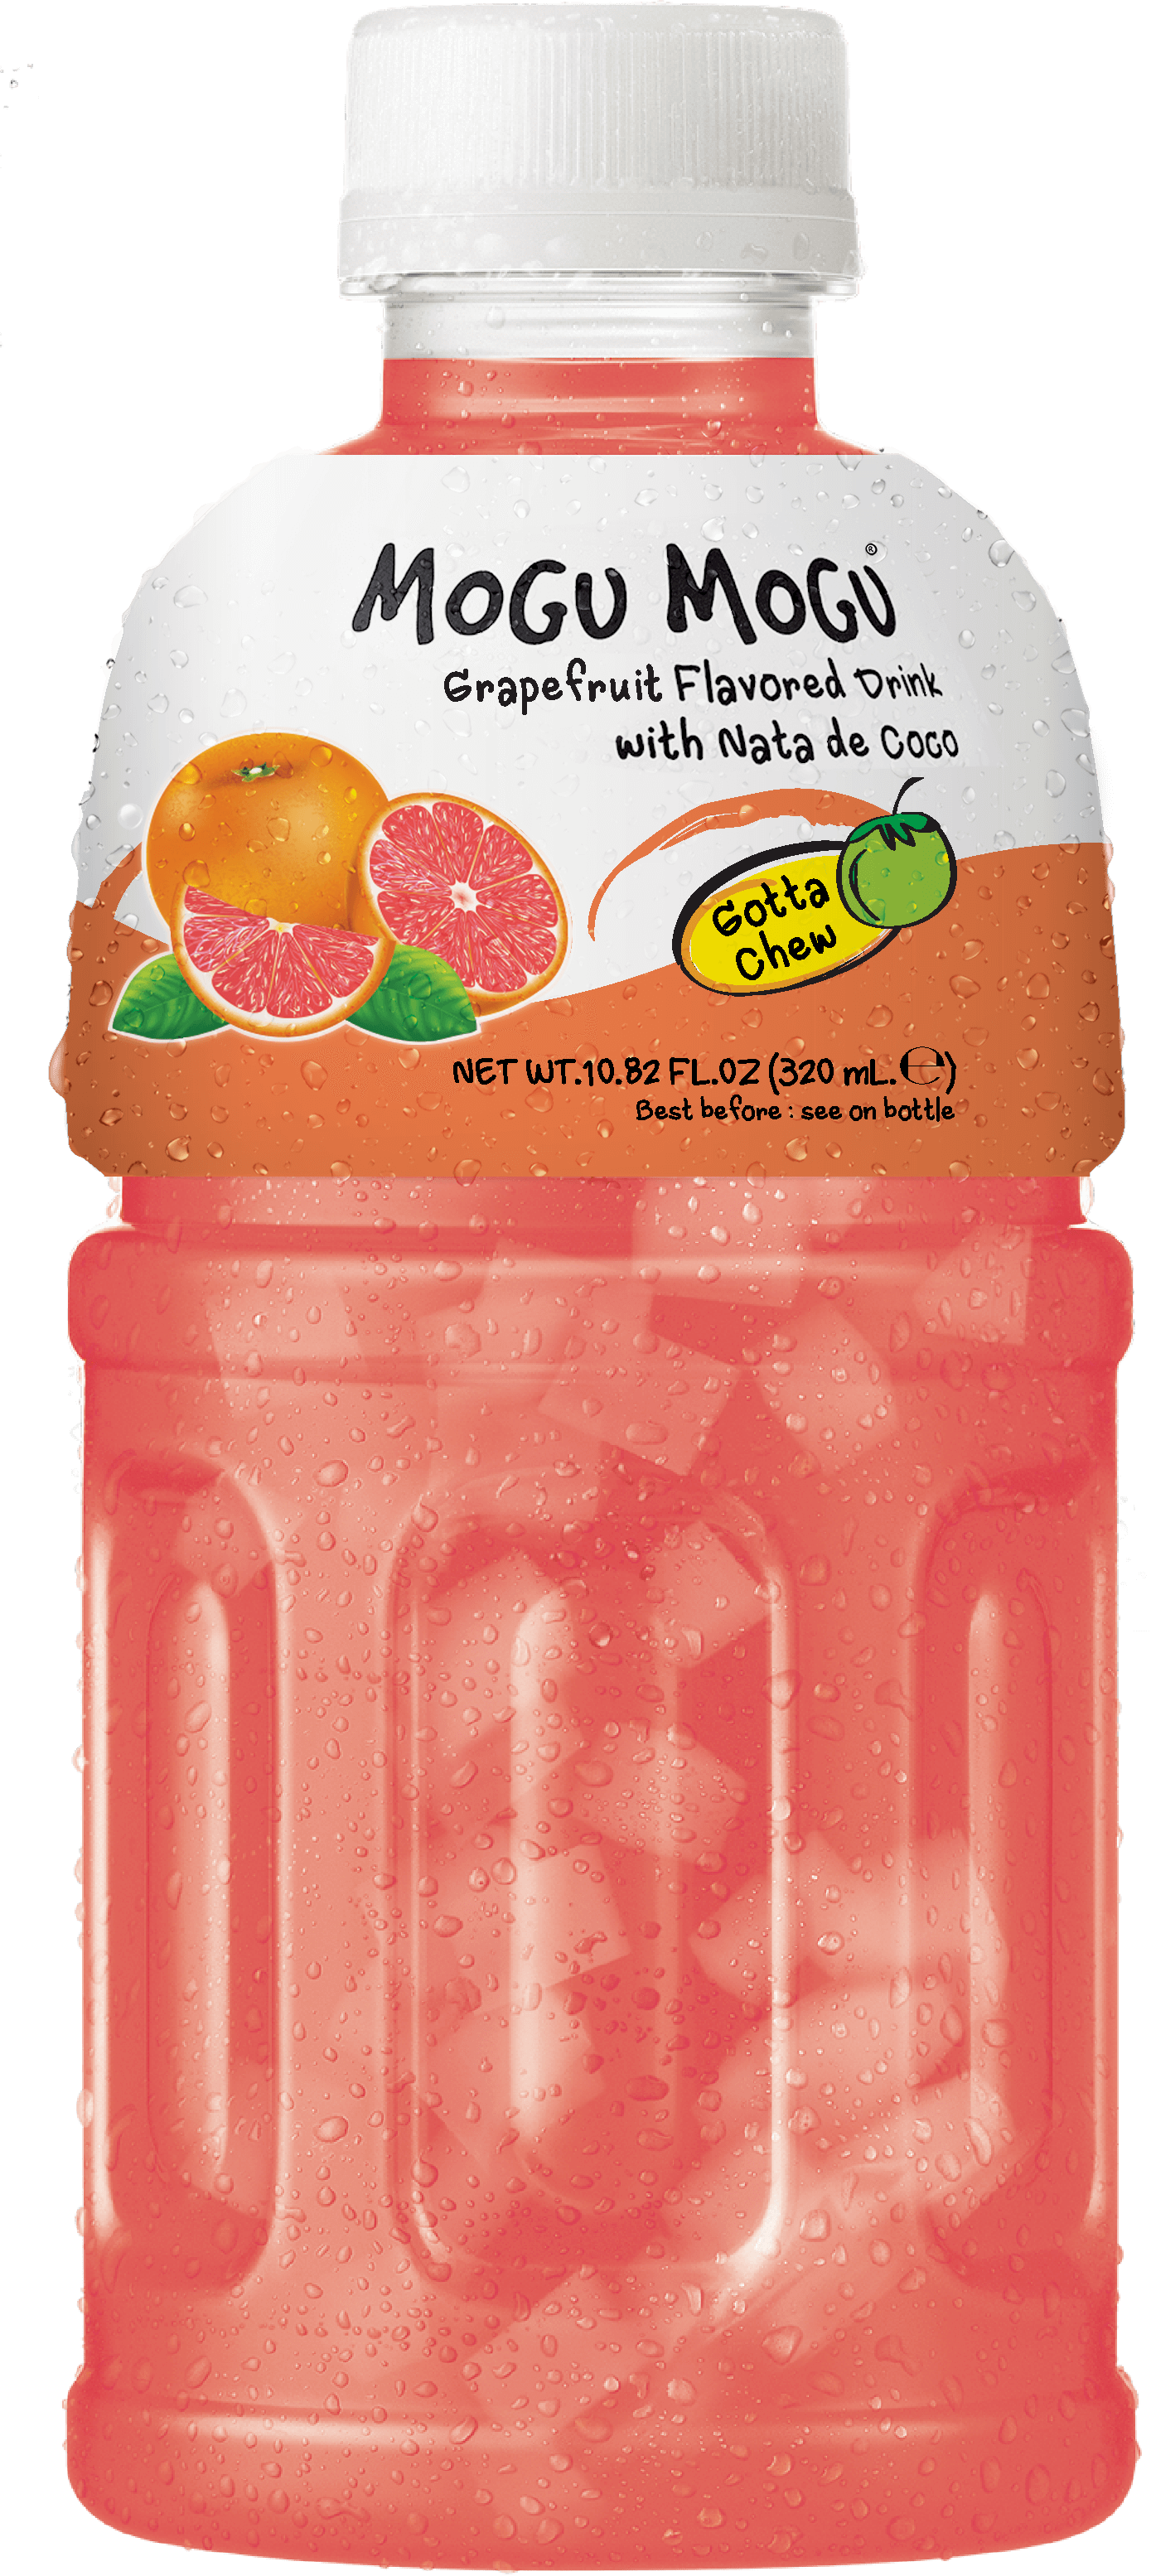 MOGU MOGU®
Grapefruit Flavored Drink
with Nata de Coco
Gotta
Chew
NET WT.10.82 FL.OZ (320 mL.℮)
Best before : see on bottle